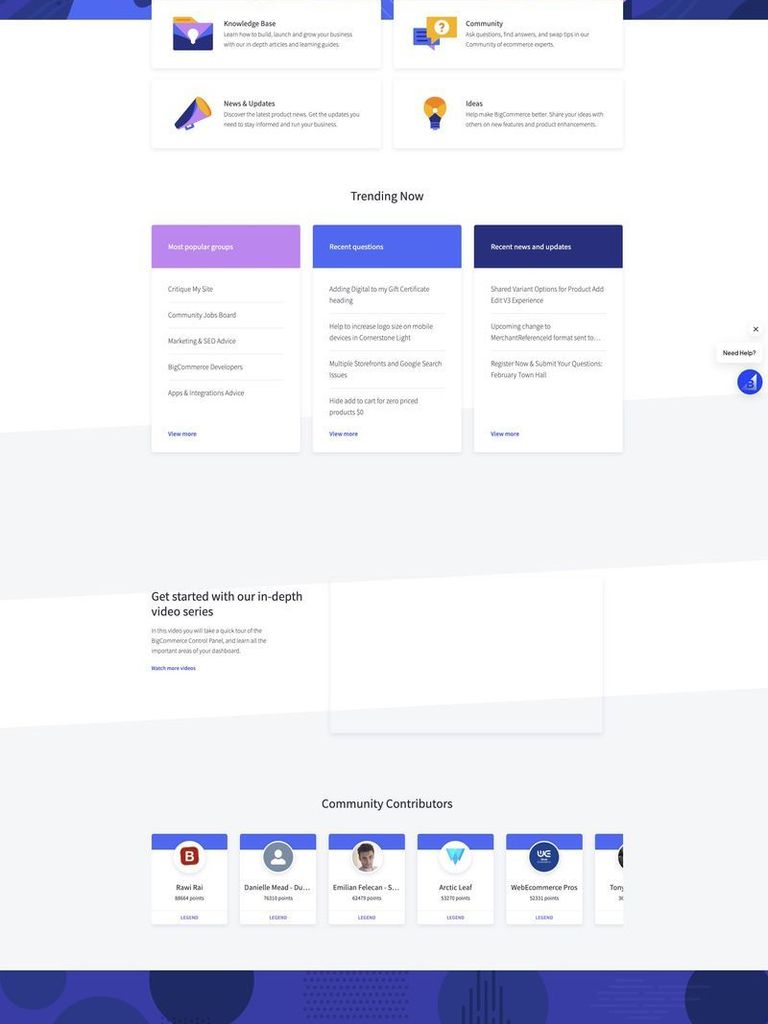 Knowledge Base
Learn how to build, launch and grow your business
with our in-depth articles and learning guides.
Community
Ask questions, find answers, and swap tips in our
Community of ecommerce experts.
News & Updates
Discover the latest product news. Get the updates you
need to stay informed and run your business.
Ideas
Help make BigCommerce better. Share your ideas with
others on new features and product enhancements.
Trending Now
Most popular groups
Critique My Site
Community Jobs Board
Marketing & SEO Advice
BigCommerce Developers
Apps & Integrations Advice
View more
Recent questions
Adding Digital to my Gift Certificate
heading
Help to increase logo size on mobile
devices in Cornerstone Light
Multiple Storefronts and Google Search
Issues
Hide add to cart for zero priced
products $0
View more
Recent news and updates
Shared Variant Options for Product Add
Edit V3 Experience
Upcoming change to
MerchantReferenceId format sent to…
Register Now & Submit Your Questions:
February Town Hall
View more
Need Help?
Get started with our in-depth
video series
In this video you will take a quick tour of the
BigCommerce Control Panel, and learn all the
important areas of your dashboard.
Watch more videos
Community Contributors
Rawi Rai
88664 points
LEGEND
Danielle Mead - Du…
76310 points
LEGEND
Emilian Felecan - S…
62479 points
LEGEND
Arctic Leaf
53270 points
LEGEND
WebEcommerce Pros
52331 points
LEGEND
Tony